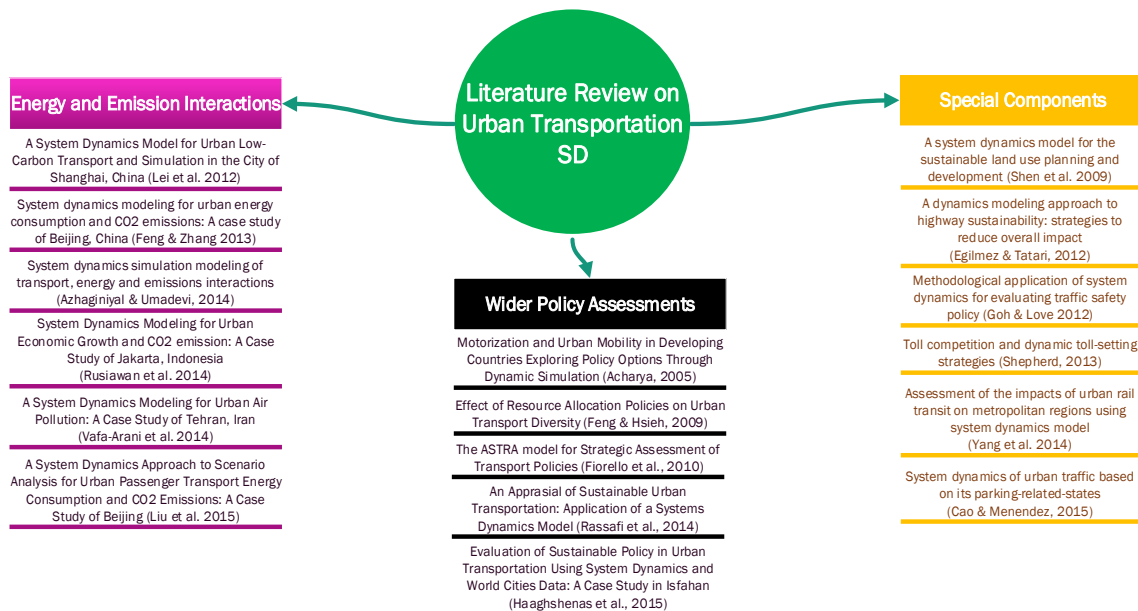 Literature Review on
Urban Transportation
SD
Energy and Emission Interactions
A System Dynamics Model for Urban Low-
Carbon Transport and Simulation in the City of
Shanghai, China (Lei et al. 2012)
System dynamics modeling for urban energy
consumption and CO2 emissions: A case study
of Beijing, China (Feng & Zhang 2013)
System dynamics simulation modeling of
transport, energy and emissions interactions
(Azhaginiyal & Umadevi, 2014)
System Dynamics Modeling for Urban
Economic Growth and CO2 emission: A Case
Study of Jakarta, Indonesia
(Rusiawan et al. 2014)
A System Dynamics Modeling for Urban Air
Pollution: A Case Study of Tehran, Iran
(Vafa-Arani et al. 2014)
A System Dynamics Approach to Scenario
Analysis for Urban Passenger Transport Energy
Consumption and CO2 Emissions: A Case
Study of Beijing (Liu et al. 2015)
Wider Policy Assessments
Motorization and Urban Mobility in Developing
Countries Exploring Policy Options Through
Dynamic Simulation (Acharya, 2005)
Effect of Resource Allocation Policies on Urban
Transport Diversity (Feng & Hsieh, 2009)
The ASTRA model for Strategic Assessment of
Transport Policies (Fiorello et al., 2010)
An Apprasial of Sustainable Urban
Transportation: Application of a Systems
Dynamics Model (Rassafi et al., 2014)
Evaluation of Sustainable Policy in Urban
Transportation Using System Dynamics and
World Cities Data: A Case Study in Isfahan
(Haaghshenas et al., 2015)
Special Components
A system dynamics model for the
sustainable land use planning and
development (Shen et al. 2009)
A dynamics modeling approach to
highway sustainability: strategies to
reduce overall impact
(Egilmez & Tatari, 2012)
Methodological application of system
dynamics for evaluating traffic safety
policy (Goh & Love 2012)
Toll competition and dynamic toll-setting
strategies (Shepherd, 2013)
Assessment of the impacts of urban rail
transit on metropolitan regions using
system dynamics model
(Yang et al. 2014)
System dynamics of urban traffic based
on its parking-related-states
(Cao & Menendez, 2015)